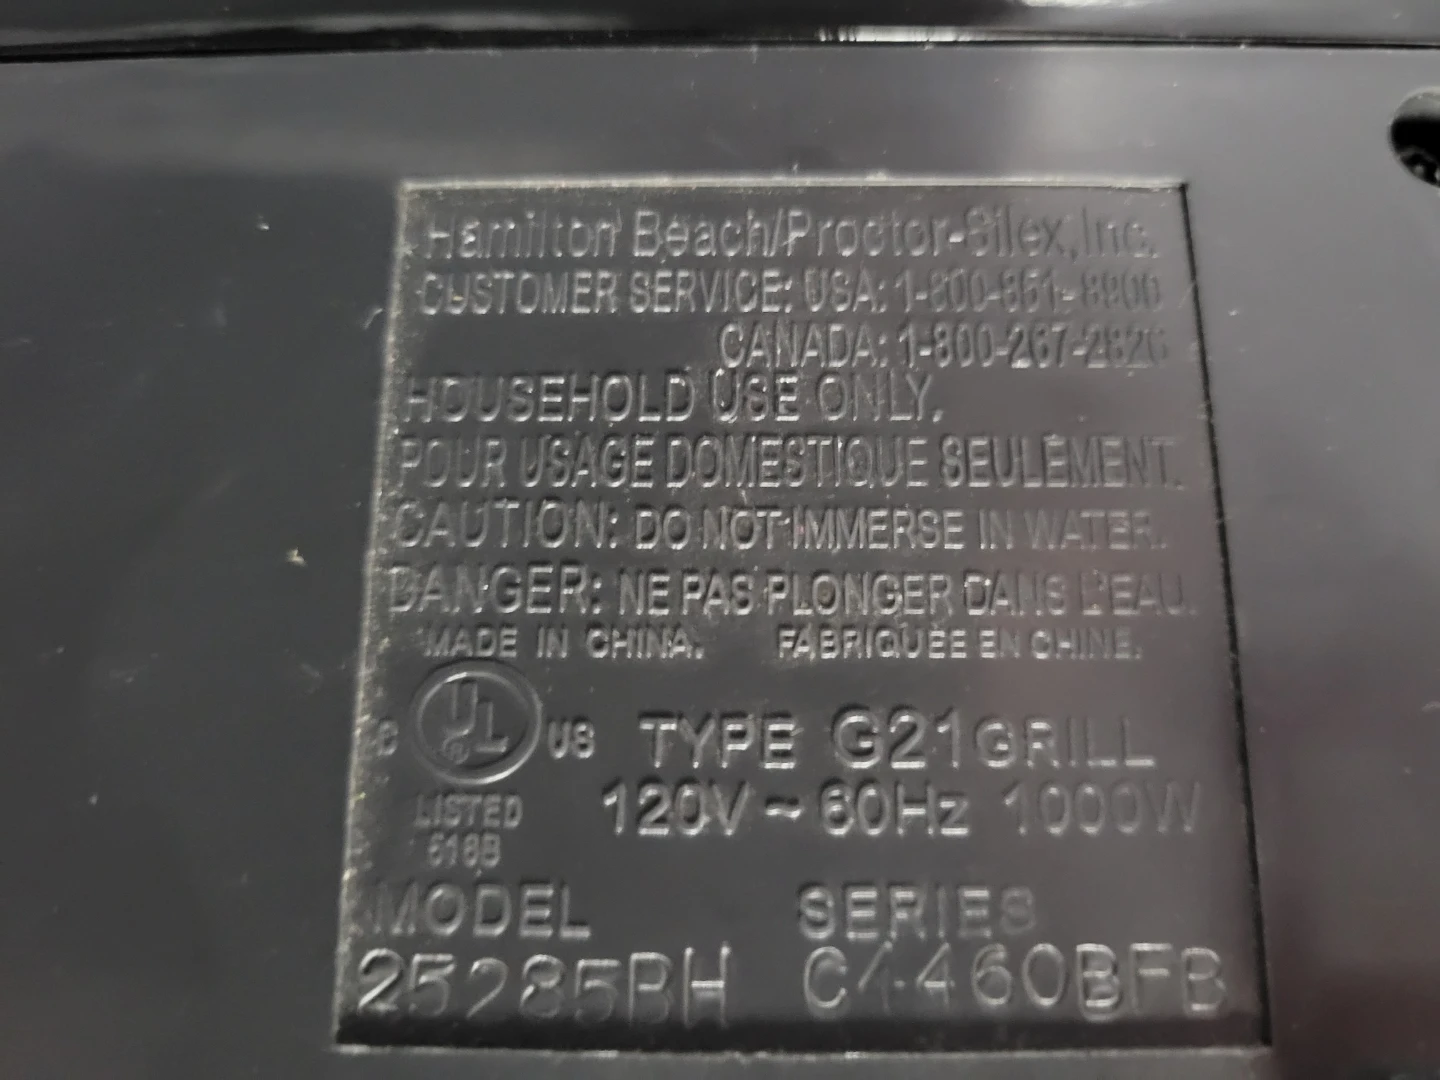 Hamilton Beach/Proctor-Silex, Inc.
CUSTOMER SERVICE: USA: 1-800-851-8900
CANADA: 1-800-267-2826
HOUSEHOLD USE ONLY.
POUR USAGE DOMESTIQUE SEULEMENT.
CAUTION: DO NOT IMMERSE IN WATER.
DANGER: NE PAS PLONGER DANS L'EAU.
MADE IN CHINA. FABRIQUÉE EN CHINE.
UL ® US TYPE G21 GRILL
LISTED 120V ~ 60Hz 1000W
518B
MODEL SERIES
25285BH C4460BFB